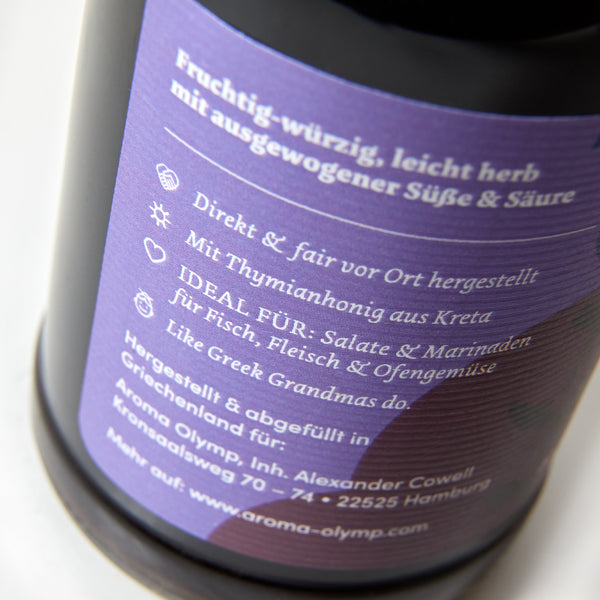 Fruchtig-würzig, leicht herb
mit ausgewogener Süße & Säure
Direkt & fair vor Ort hergestellt
Mit Thymianhonig aus Kreta
IDEAL FÜR: Salate & Marinaden
für Fisch, Fleisch & Ofengemüse
Like Greek Grandmas do.
Hergestellt & abgefüllt in
Griechenland für:
Aroma Olymp, Inh. Alexander Cowell
Kronsaalsweg 70 – 74 • 22525 Hamburg
Mehr auf: www.aroma-olymp.com